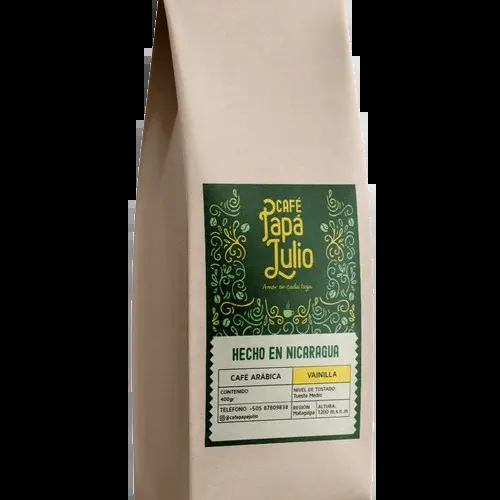 CAFÉ
Papá
Julio
Amor en cada taza
HECHO EN NICARAGUA
CAFÉ ARÁBICA
VAINILLA
CONTENIDO
400gr
NIVEL DE TOSTADO:
Tueste Medio
TELÉFONO: +505 87809838
@cafepapajulio
REGIÓN:
Matagalpa
ALTURA:
1200 m.s.n.m